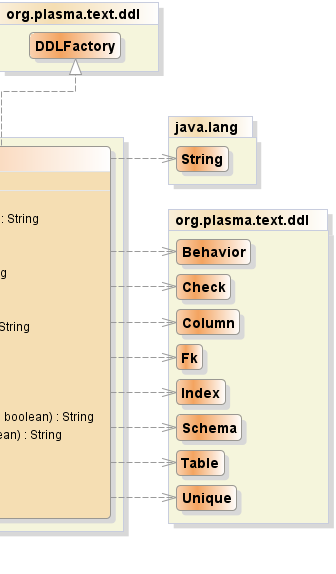 org.plasma.text.ddl
DDLFactory
java.lang
String
: String
org.plasma.text.ddl
Behavior
Check
Column
String
Fk
Index
boolean) : String
Schema
ean) : String
Table
Unique